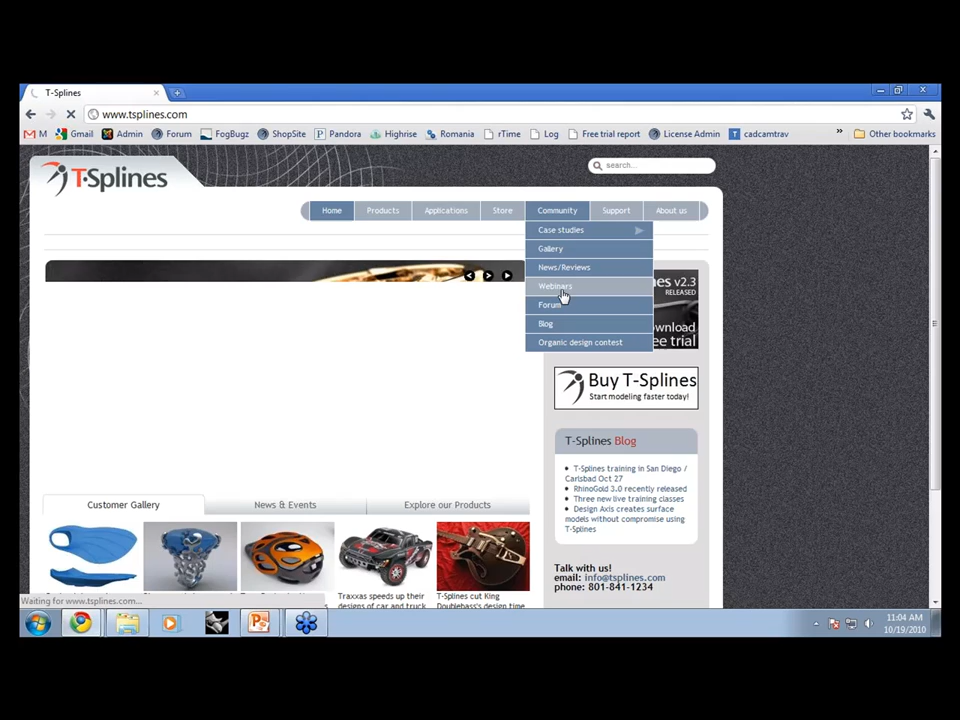 T-Splines
www.tsplines.com
M Gmail Admin Forum FogBugz ShopSite Pandora Highrise Romania rTime Log Free trial report License Admin cadcamtrav » Other bookmarks
T-Splines
search...
Home Products Applications Store Community Support About us
Case studies
Gallery
News/Reviews
Webinars
Forum
Blog
Organic design contest
nes v2.3
RELEASED
wnload
ee trial
Buy T-Splines
Start modeling faster today!
T-Splines Blog
T-Splines training in San Diego /
Carlsbad Oct 27
RhinoGold 3.0 recently released
Three new live training classes
Design Axis creates surface
models without compromise using
T-Splines
Customer Gallery News & Events Explore our Products
Traxxas speeds up their
designs of car and truck
T-Splines cut King
Doublebass's design time
Talk with us!
email: info@tsplines.com
phone: 801-841-1234
Waiting for www.tsplines.com...
11:04 AM
10/19/2010